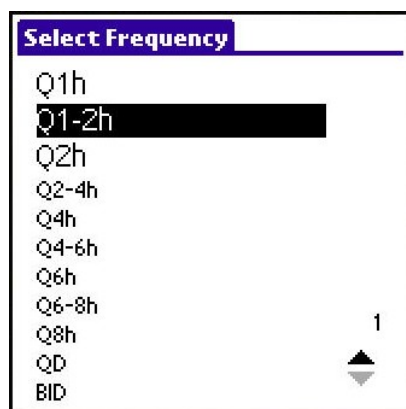 Select Frequency
Q1h
Q1-2h
Q2h
Q2-4h
Q4h
Q4-6h
Q6h
Q6-8h
Q8h
1
QD
BID